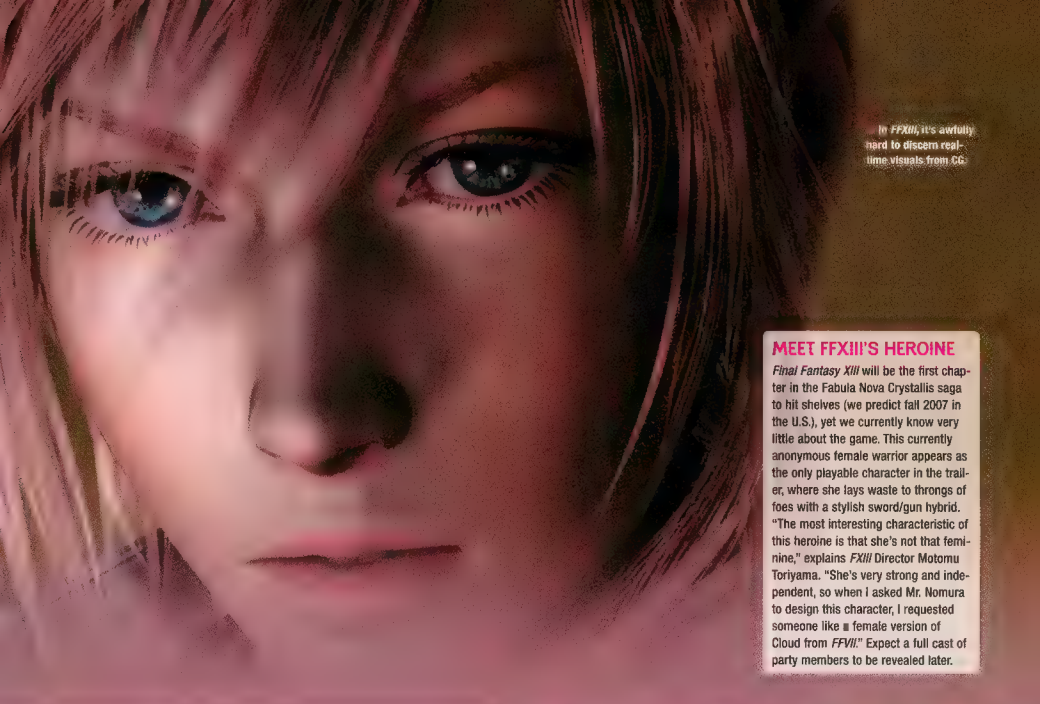 In FFXIII, it's awfully
hard to discern real-
time visuals from CG.
MEET FFXIII'S HEROINE
Final Fantasy XIII will be the first chap-
ter in the Fabula Nova Crystallis saga
to hit shelves (we predict fall 2007 in
the U.S.), yet we currently know very
little about the game. This currently
anonymous female warrior appears as
the only playable character in the trail-
er, where she lays waste to throngs of
foes with a stylish sword/gun hybrid.
"The most interesting characteristic of
this heroine is that she's not that femi-
nine," explains FXIII Director Motomu
Toriyama. "She's very strong and inde-
pendent, so when I asked Mr. Nomura
to design this character, I requested
someone like female version of
Cloud from FFVII." Expect a full cast of
party members to be revealed later.